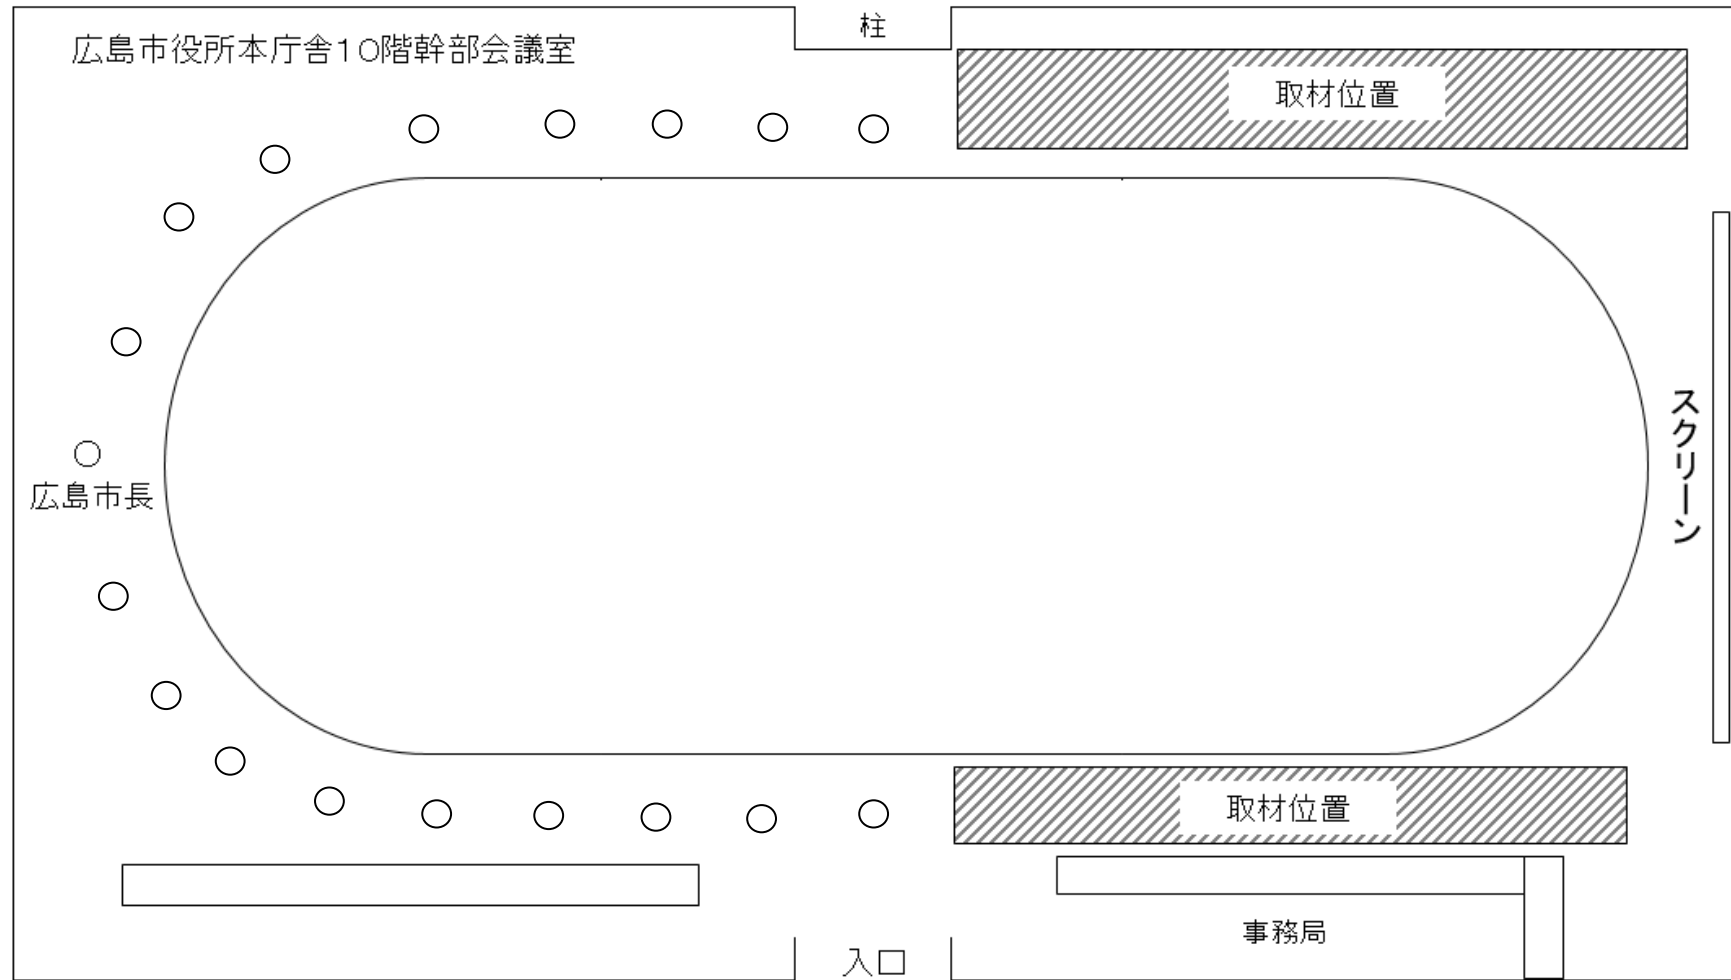 柱
広島市役所本庁舎10階幹部会議室
取材位置
スクリーン
広島市長
取材位置
事務局
入口